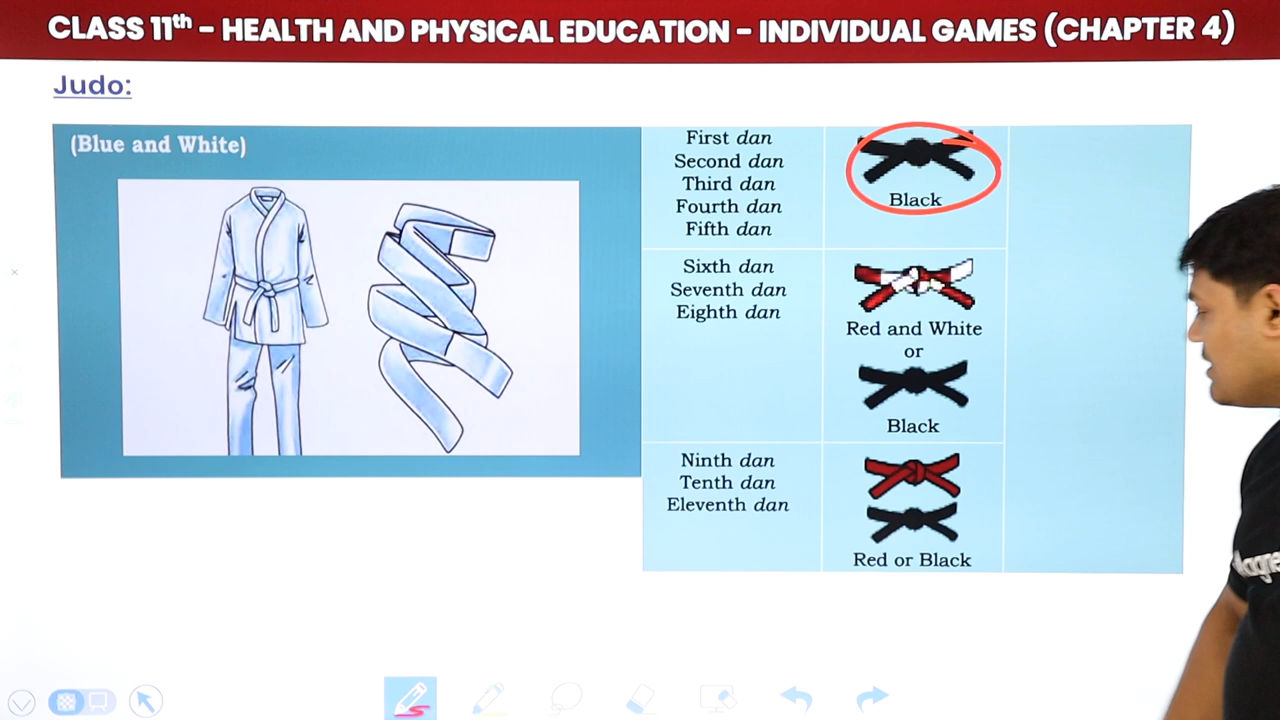 CLASS 11th – HEALTH AND PHYSICAL EDUCATION – INDIVIDUAL GAMES (CHAPTER 4)
Judo:
(Blue and White)
First dan
Second dan
Third dan
Fourth dan
Fifth dan
Black
Sixth dan
Seventh dan
Eighth dan
Red and White
or
Black
Ninth dan
Tenth dan
Eleventh dan
Red or Black